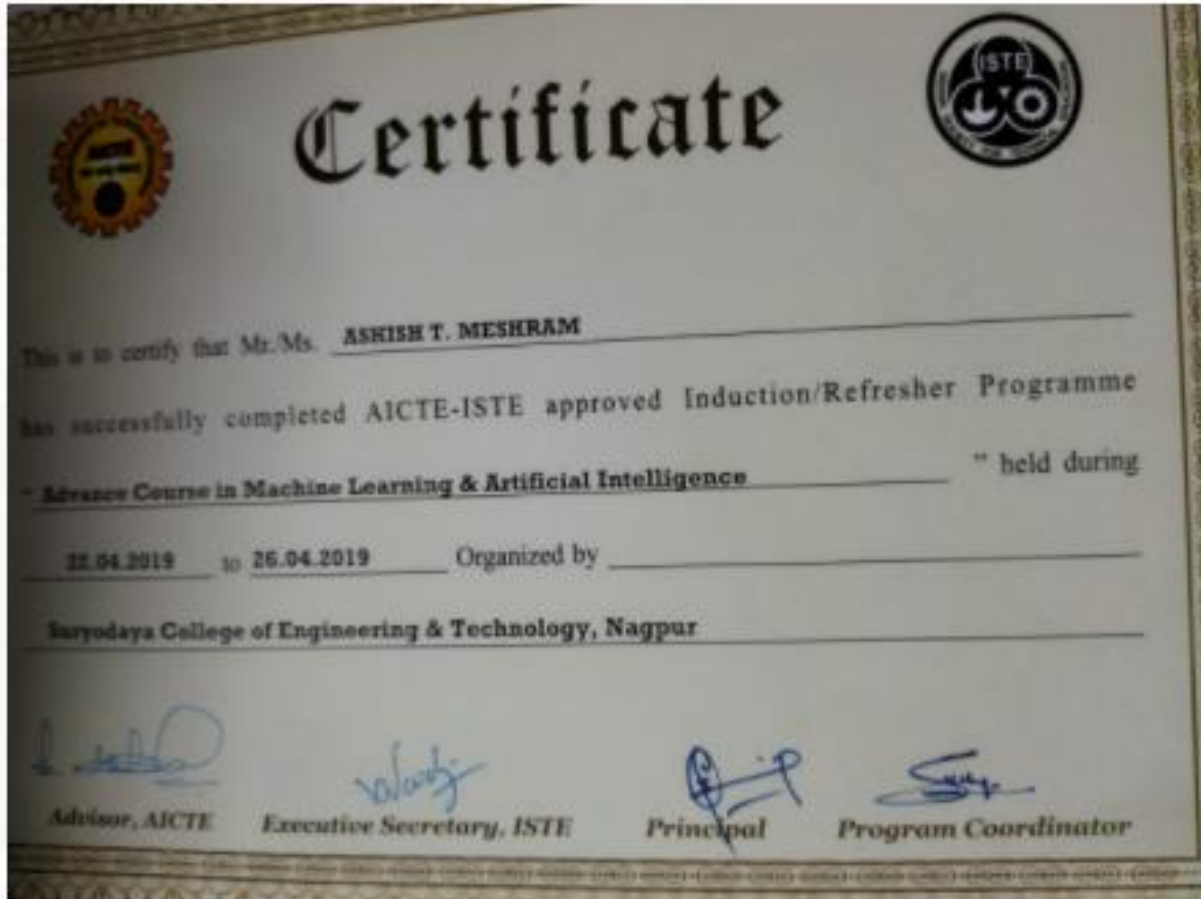 Certificate
AICTE
ISTE
This is to certify that Mr./Ms. ASHISH T. MESHRAM
has successfully completed AICTE-ISTE approved Induction/Refresher Programme
" Advance Course in Machine Learning & Artificial Intelligence " held during
22.04.2019 to 26.04.2019 Organized by
Suryodaya College of Engineering & Technology, Nagpur
Advisor, AICTE Executive Secretary, ISTE Principal Program Coordinator